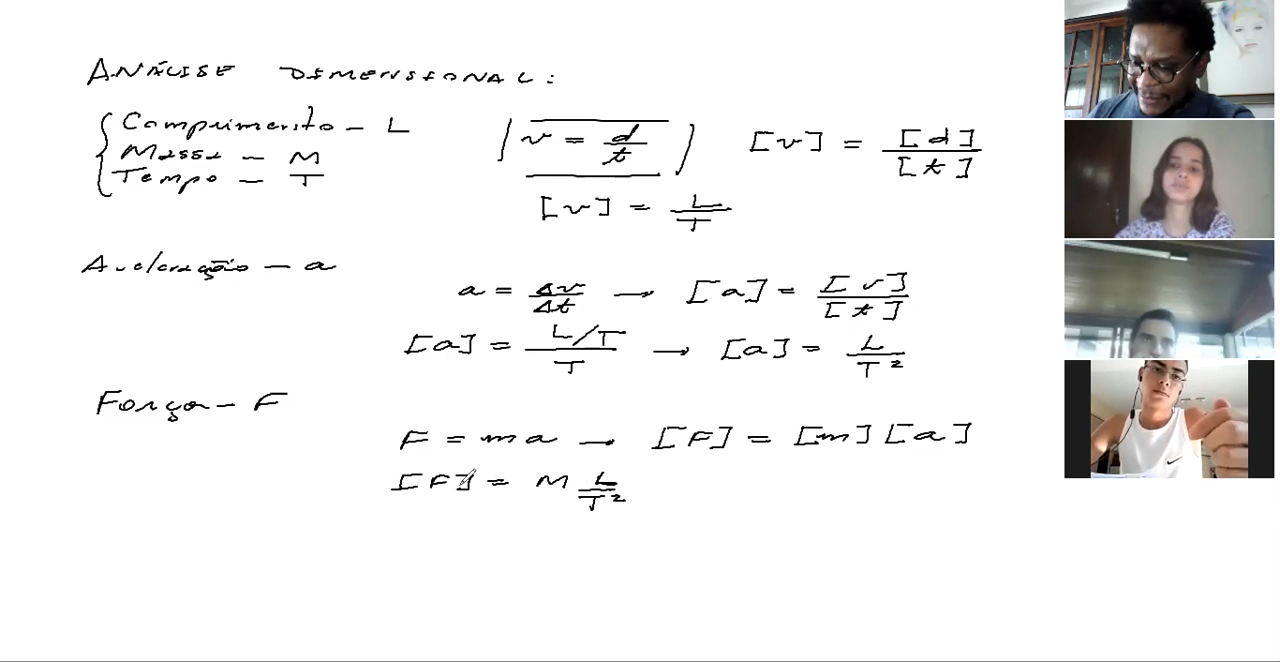 ANÁLISE DIMENSIONAL:
Comprimento - L
Massa - M
Tempo - T
v = d/t
[v] = [d]/[t]
[v] = L/T
Aceleração - a
a = Δv/Δt → [a] = [v]/[t]
[a] = L/T/T → [a] = L/T²
Força - F
F = ma → [F] = [m][a]
[F] = M L/T²